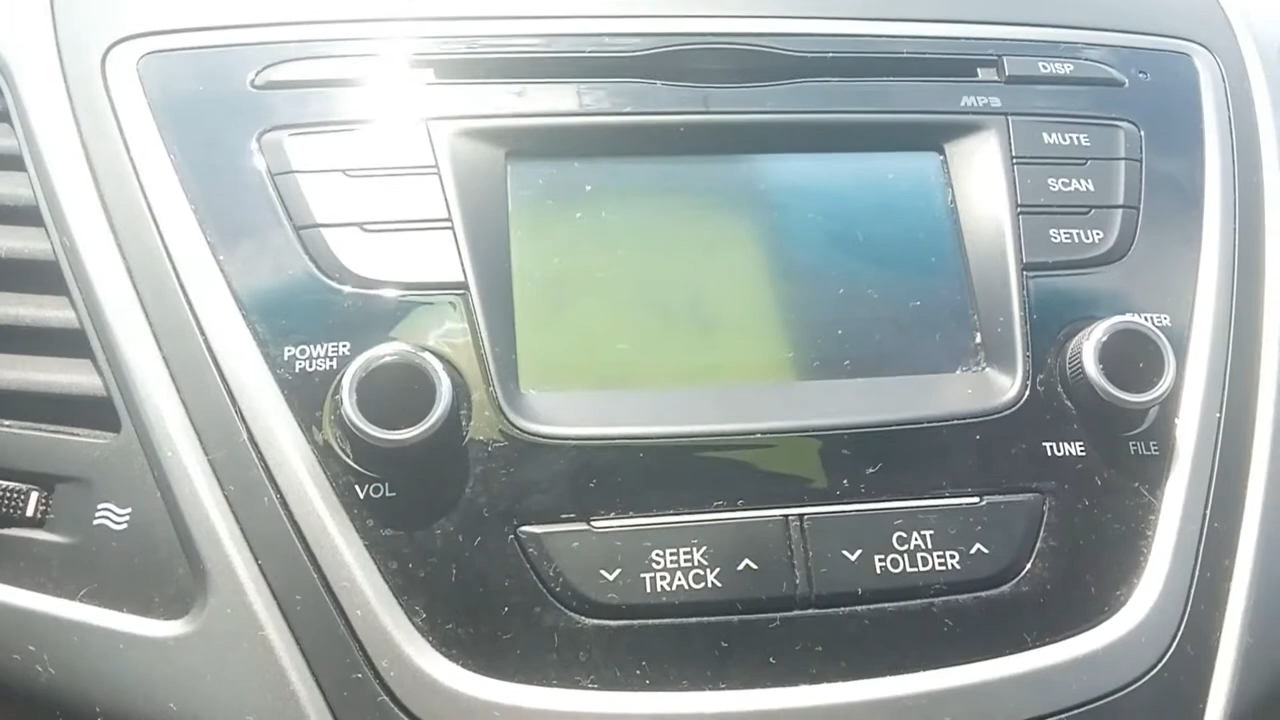 DISP
MP3
MUTE
SCAN
SETUP
POWER
PUSH
VOL
ENTER
TUNE
FILE
SEEK
TRACK
CAT
FOLDER